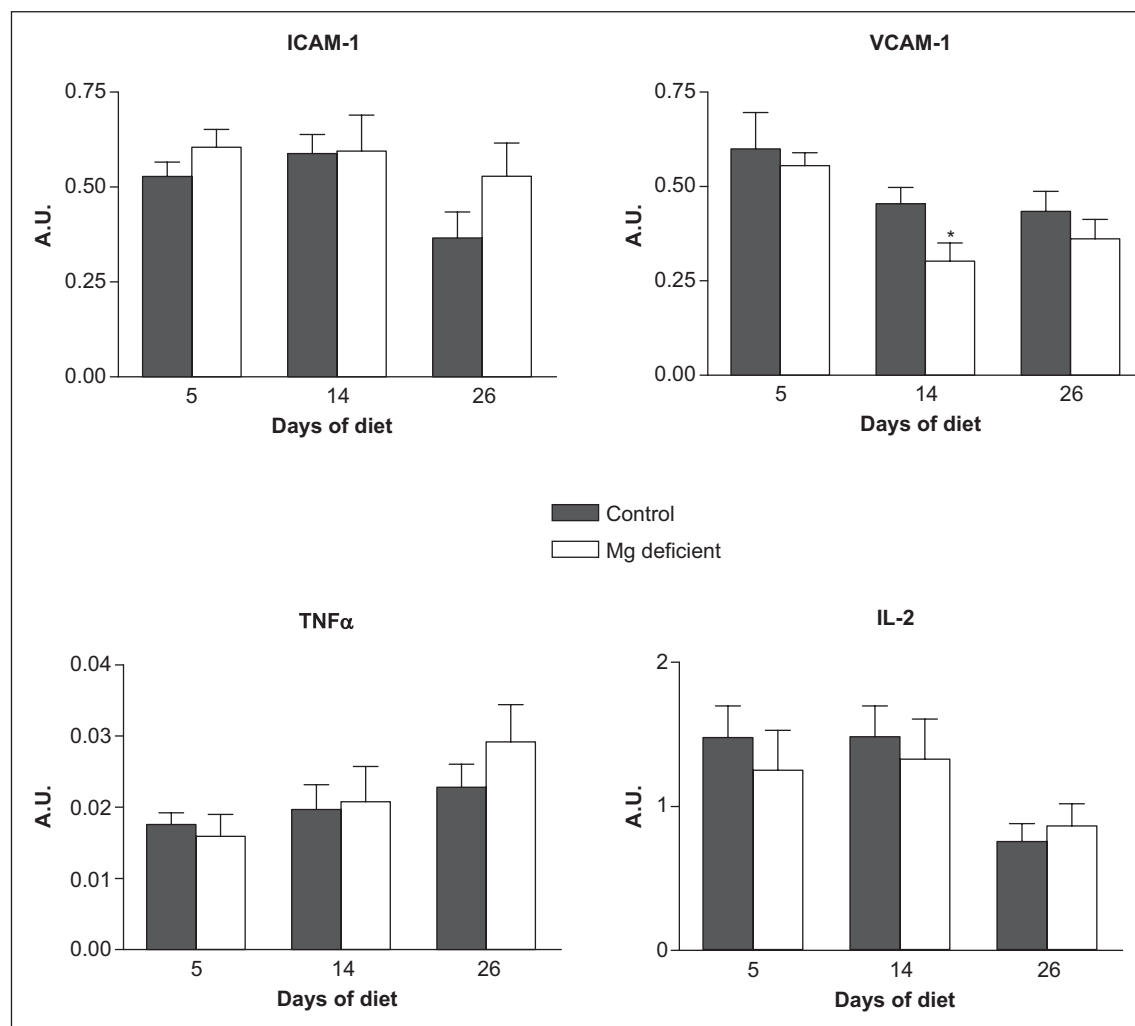 ICAM-1
0.75
0.50
0.25
0.00
A.U.
5 14 26
Days of diet
VCAM-1
0.75
0.50
0.25
0.00
A.U.
*
5 14 26
Days of diet
Control
Mg deficient
TNFα
0.04
0.03
0.02
0.01
0.00
A.U.
5 14 26
Days of diet
IL-2
2
1
0
A.U.
5 14 26
Days of diet